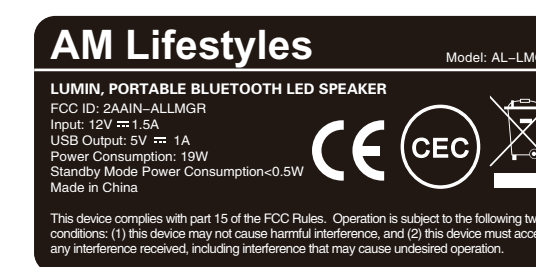 AM Lifestyles
Model: AL-LM
LUMIN, PORTABLE BLUETOOTH LED SPEAKER
FCC ID: 2AAIN-ALLMGR
Input: 12V ⎓ 1.5A
USB Output: 5V ⎓ 1A
Power Consumption: 19W
Standby Mode Power Consumption<0.5W
Made in China
CE
CEC
This device complies with part 15 of the FCC Rules. Operation is subject to the following tw
conditions: (1) this device may not cause harmful interference, and (2) this device must acce
any interference received, including interference that may cause undesired operation.